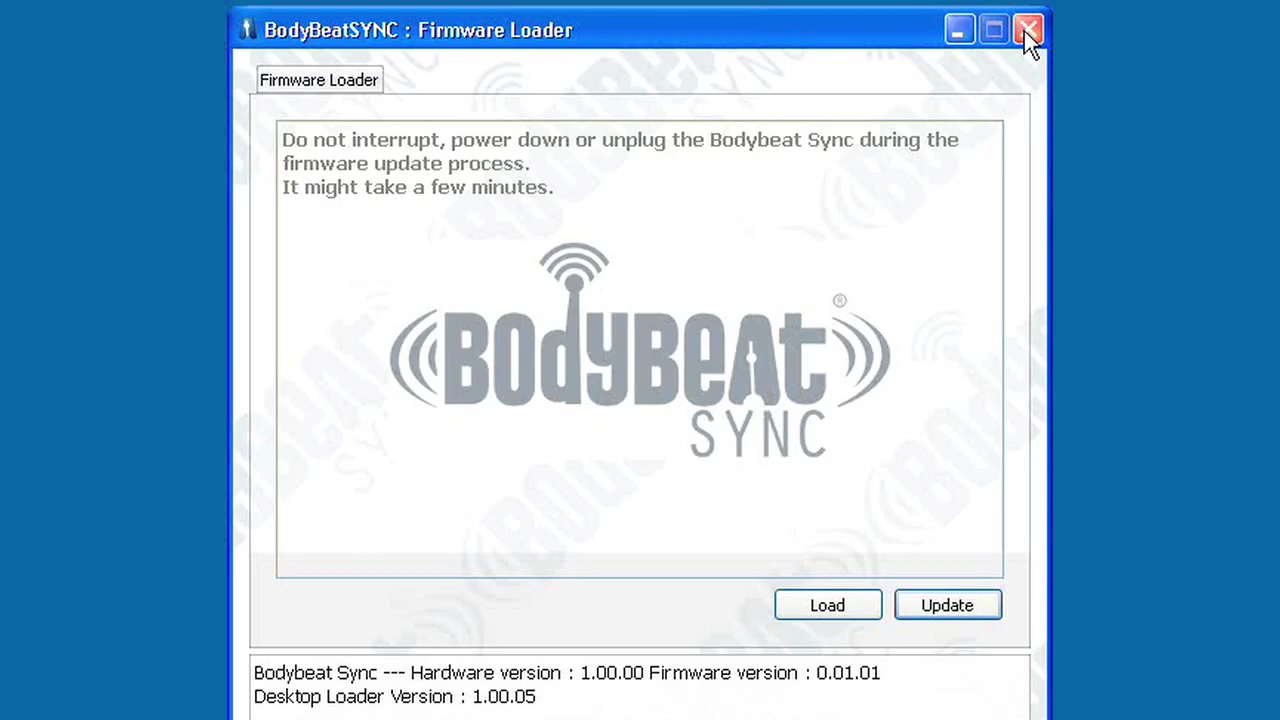 BodyBeatSYNC : Firmware Loader
Firmware Loader
Do not interrupt, power down or unplug the Bodybeat Sync during the
firmware update process.
It might take a few minutes.
BodyBeat ®
SYNC
Load Update
Bodybeat Sync --- Hardware version : 1.00.00 Firmware version : 0.01.01
Desktop Loader Version : 1.00.05